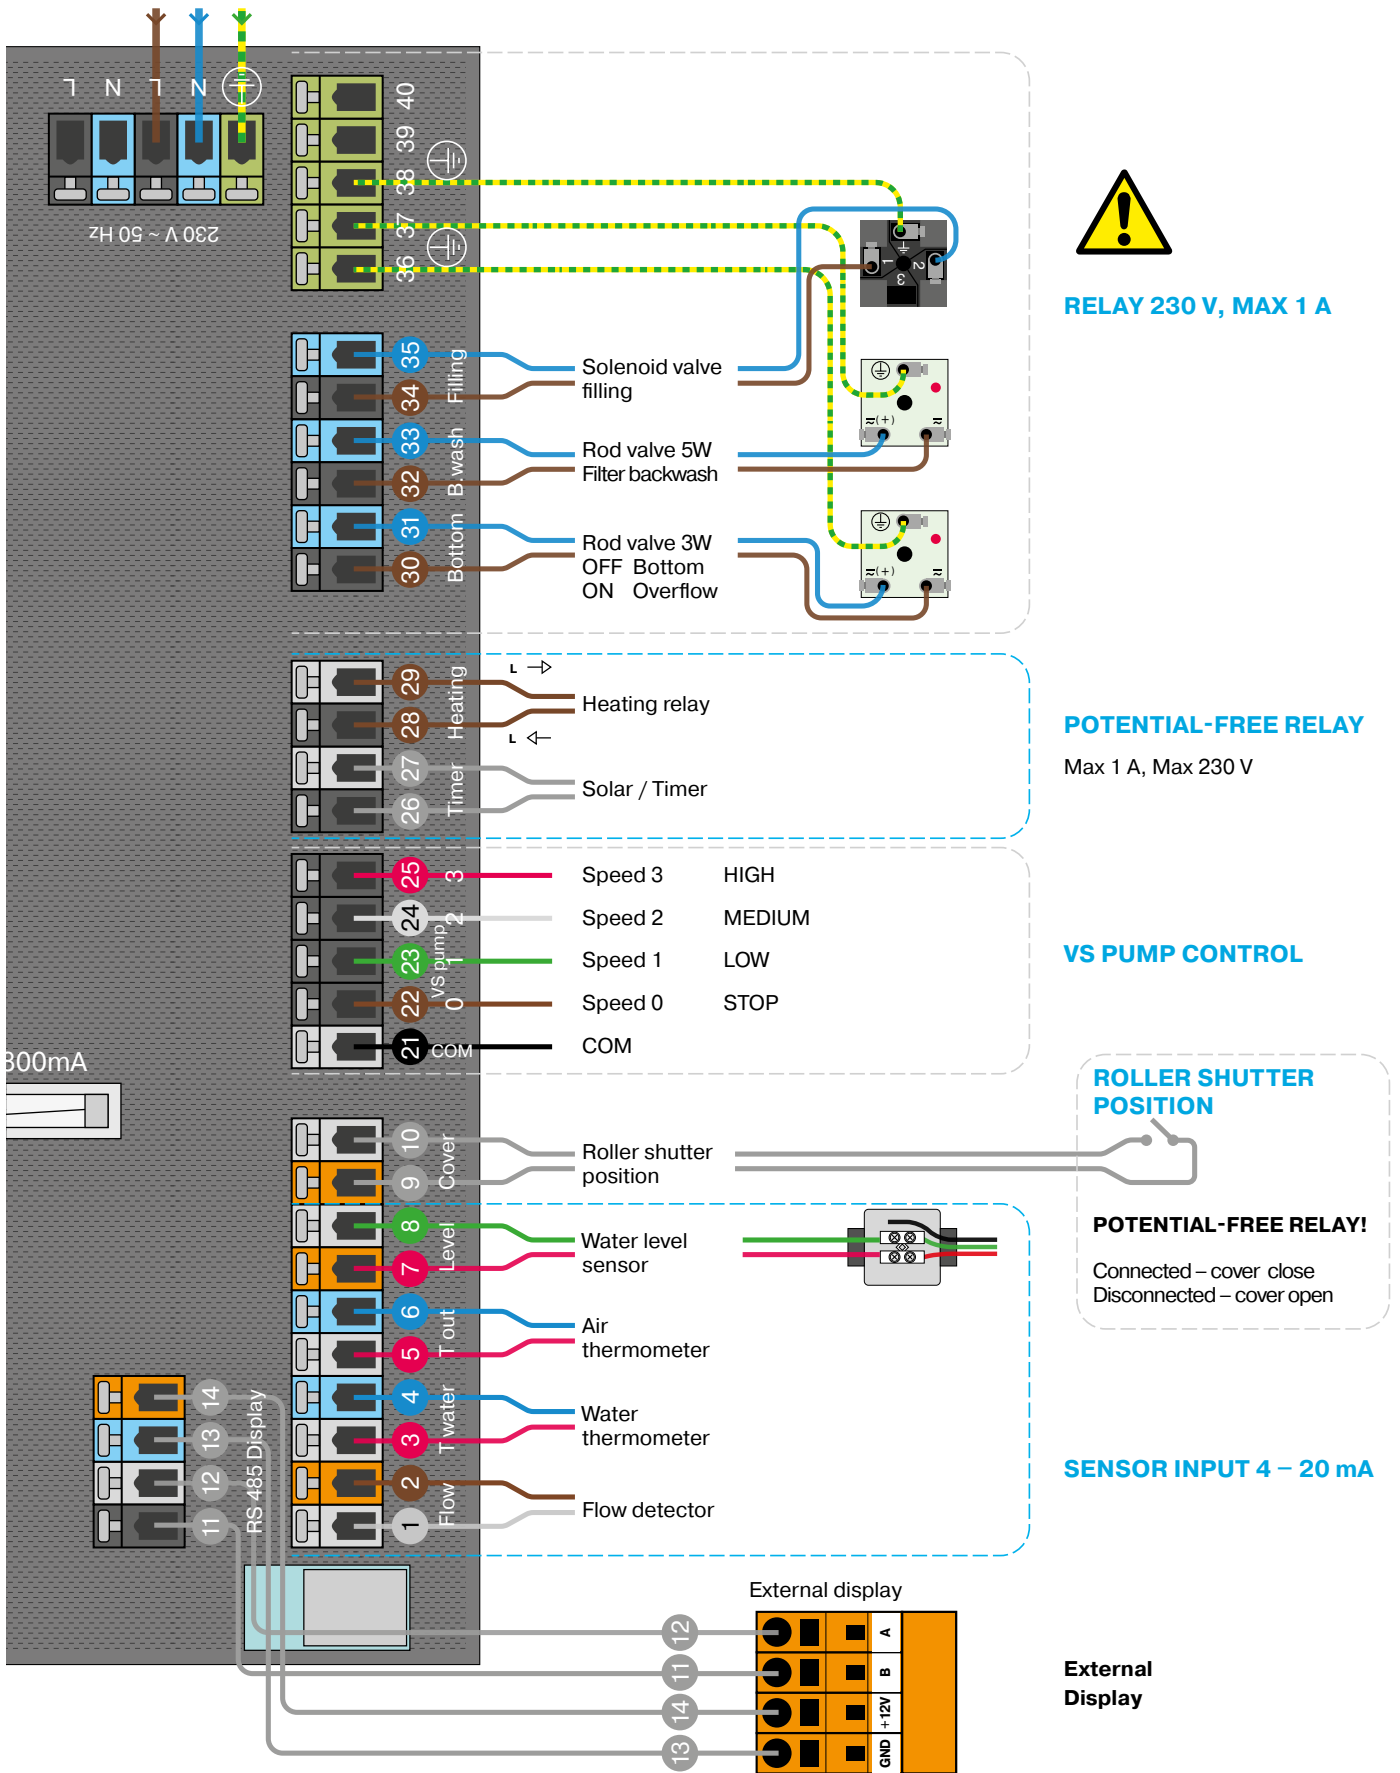 L N L N
230 V ~ 50 Hz
40
39
38
37
36
35
34
Filling
33
32
B.wash
31
30
Bottom
Solenoid valve
filling
Rod valve 5W
Filter backwash
Rod valve 3W
OFF Bottom
ON Overflow
1
2
3
≂(+) ≂
≂(+) ≂
RELAY 230 V, MAX 1 A
29
28
Heating
27
26
Timer
L
Heating relay
L
Solar / Timer
POTENTIAL-FREE RELAY
Max 1 A, Max 230 V
25 3 Speed 3 HIGH
24 2 Speed 2 MEDIUM
23 1 Speed 1 LOW
22 0 Speed 0 STOP
VS pump
21 COM COM
VS PUMP CONTROL
800mA
10
9
Cover
Roller shutter
position
ROLLER SHUTTER
POSITION
POTENTIAL-FREE RELAY!
Connected – cover close
Disconnected – cover open
8
7
Level
Water level
sensor
6
5
T out
Air
thermometer
4
3
T water
Water
thermometer
2
1
Flow
Flow detector
SENSOR INPUT 4 – 20 mA
14
13
12
11
RS 485 Display
External display
12 A
11 B
14 +12V
13 GND
External
Display